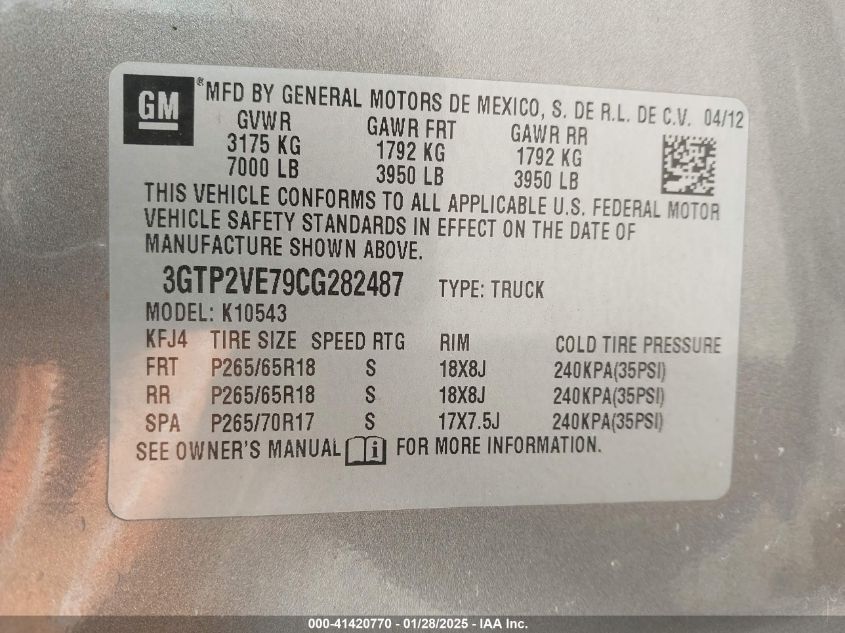 GM ® MFD BY GENERAL MOTORS DE MEXICO, S. DE R.L. DE C.V. 04/12
GVWR GAWR FRT GAWR RR
3175 KG 1792 KG 1792 KG
7000 LB 3950 LB 3950 LB
THIS VEHICLE CONFORMS TO ALL APPLICABLE U.S. FEDERAL MOTOR
VEHICLE SAFETY STANDARDS IN EFFECT ON THE DATE OF
MANUFACTURE SHOWN ABOVE.
3GTP2VE79CG282487 TYPE: TRUCK
MODEL: K10543
KFJ4 TIRE SIZE SPEED RTG RIM COLD TIRE PRESSURE
FRT P265/65R18 S 18X8J 240KPA(35PSI)
RR P265/65R18 S 18X8J 240KPA(35PSI)
SPA P265/70R17 S 17X7.5J 240KPA(35PSI)
SEE OWNER'S MANUAL i FOR MORE INFORMATION.
000-41420770 - 01/28/2025 - IAA Inc.